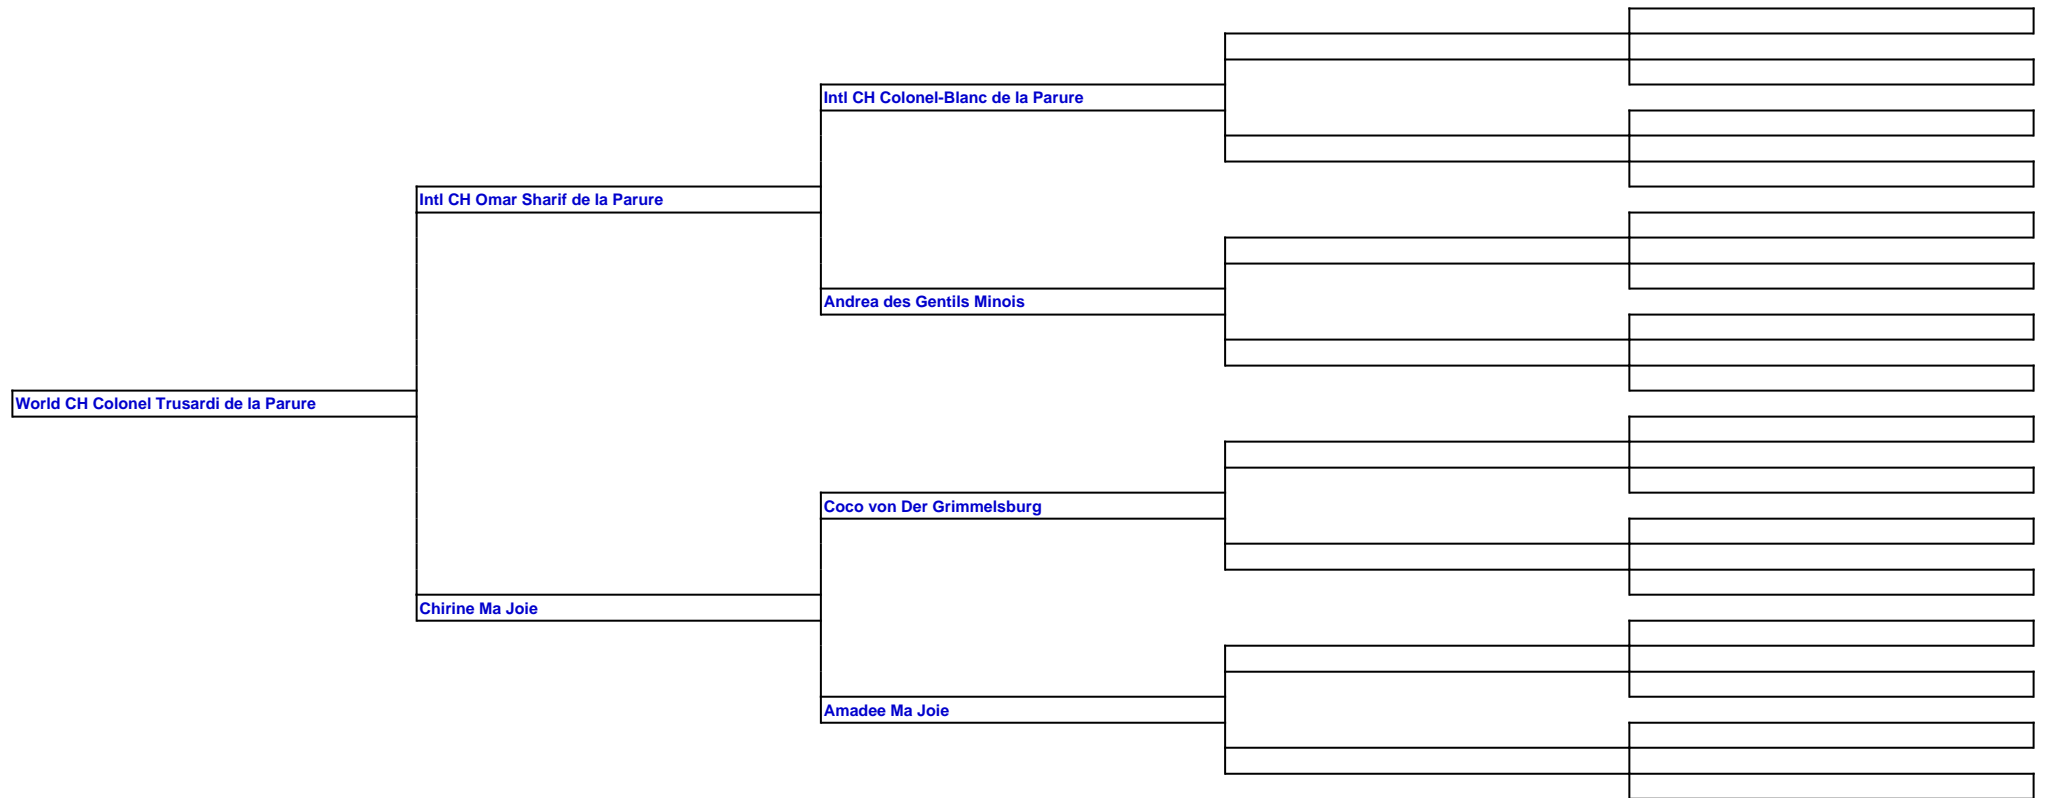 Intl CH Colonel-Blanc de la Parure
Intl CH Omar Sharif de la Parure
Andrea des Gentils Minois
World CH Colonel Trusardi de la Parure
Coco von Der Grimmelsburg
Chirine Ma Joie
Amadee Ma Joie